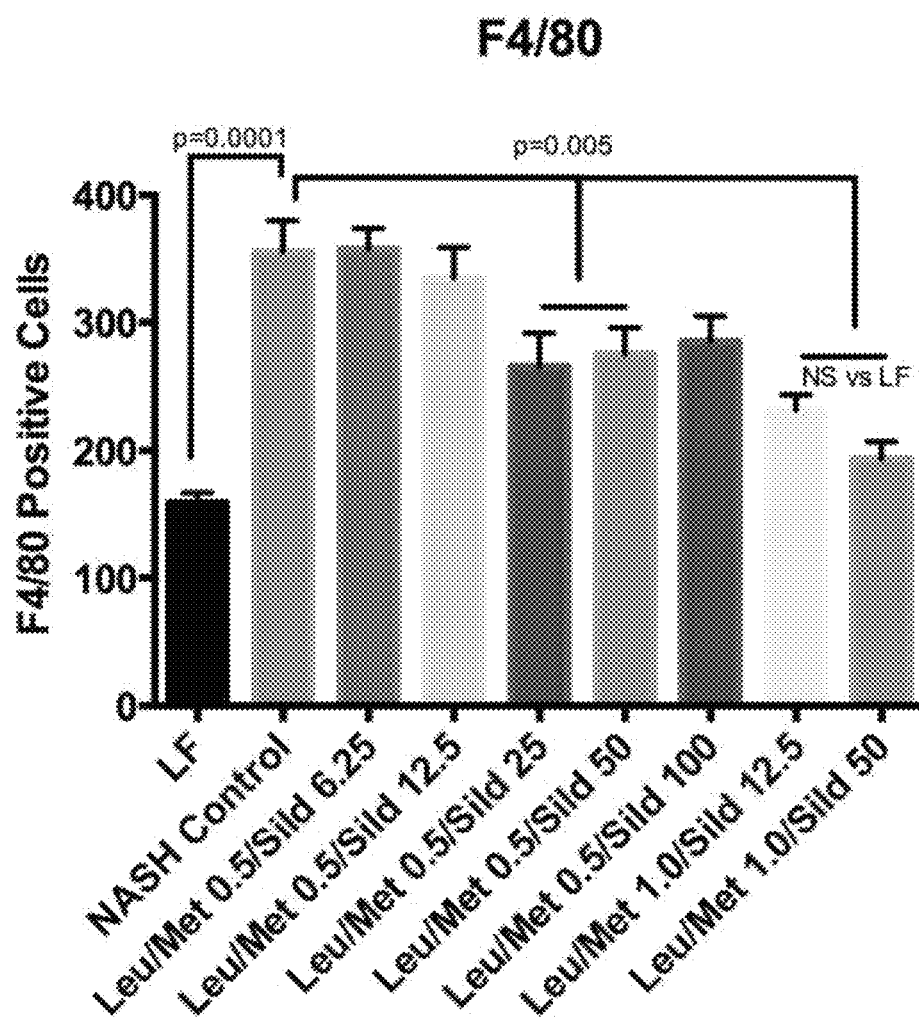 F4/80
p=0.0001
p=0.005
400
300
200
100
0
F4/80 Positive Cells
NS vs LF
LF
NASH Control
Leu/Met 0.5/Sild 6.25
Leu/Met 0.5/Sild 12.5
Leu/Met 0.5/Sild 25
Leu/Met 0.5/Sild 50
Leu/Met 0.5/Sild 100
Leu/Met 1.0/Sild 12.5
Leu/Met 1.0/Sild 50